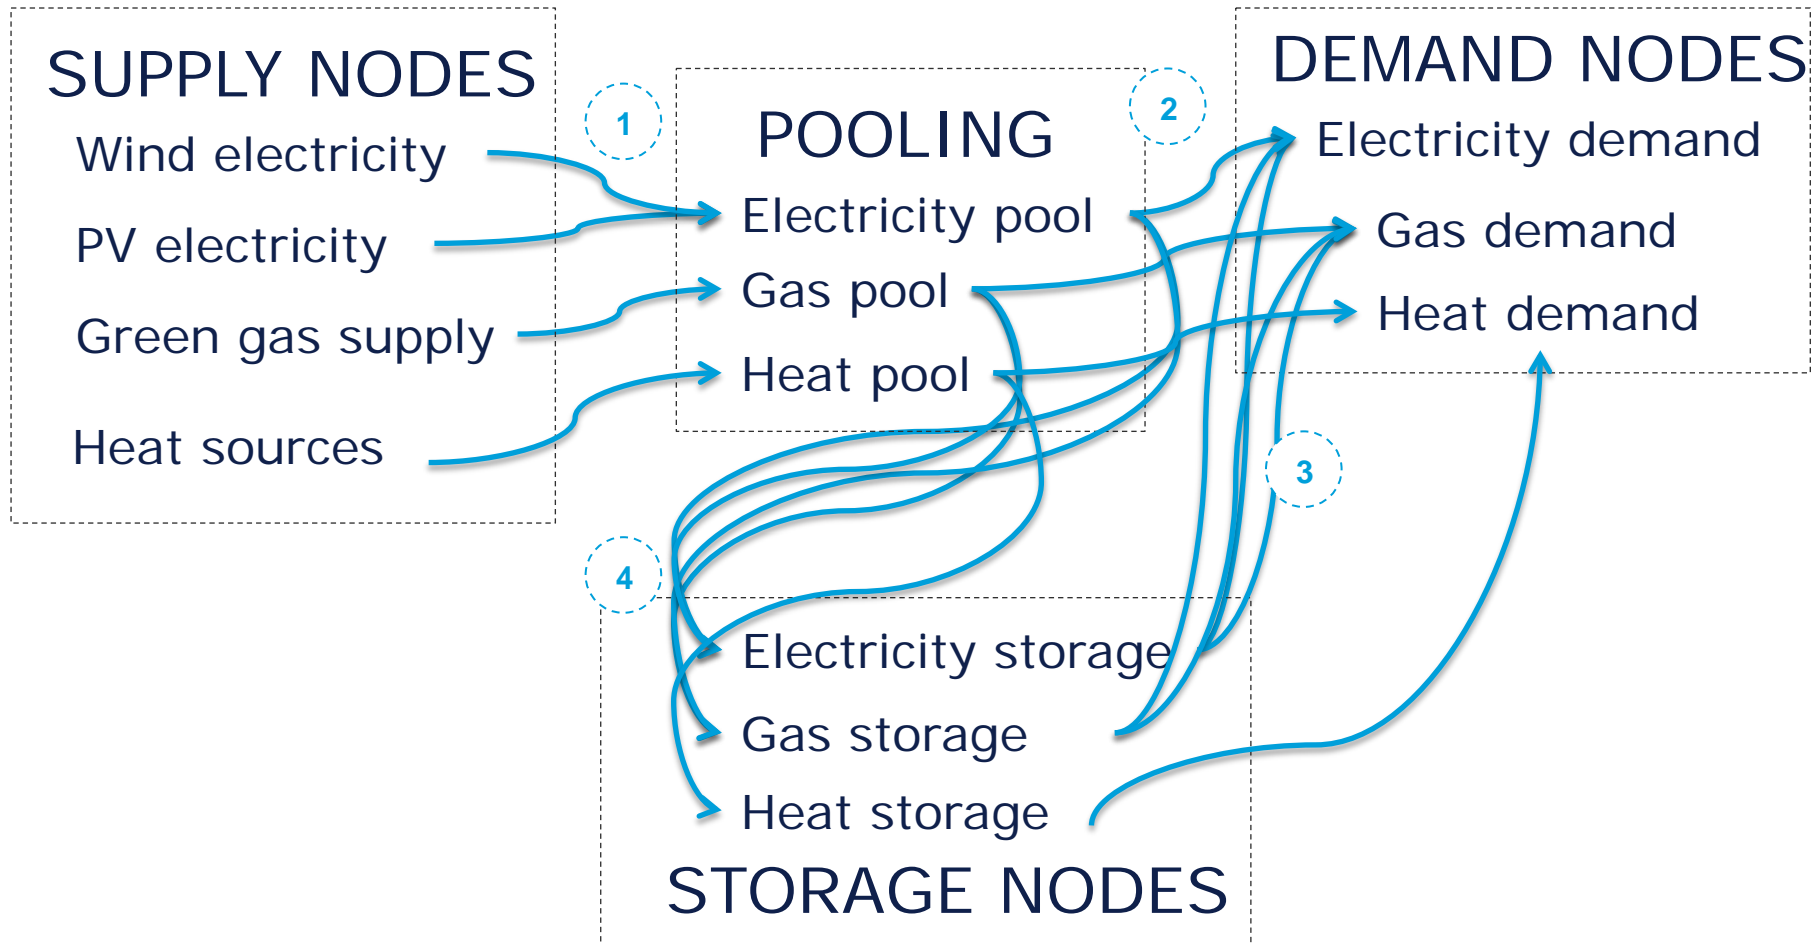 SUPPLY NODES
Wind electricity
PV electricity
Green gas supply
Heat sources
1
POOLING
Electricity pool
Gas pool
Heat pool
2
DEMAND NODES
Electricity demand
Gas demand
Heat demand
3
4
Electricity storage
Gas storage
Heat storage
STORAGE NODES